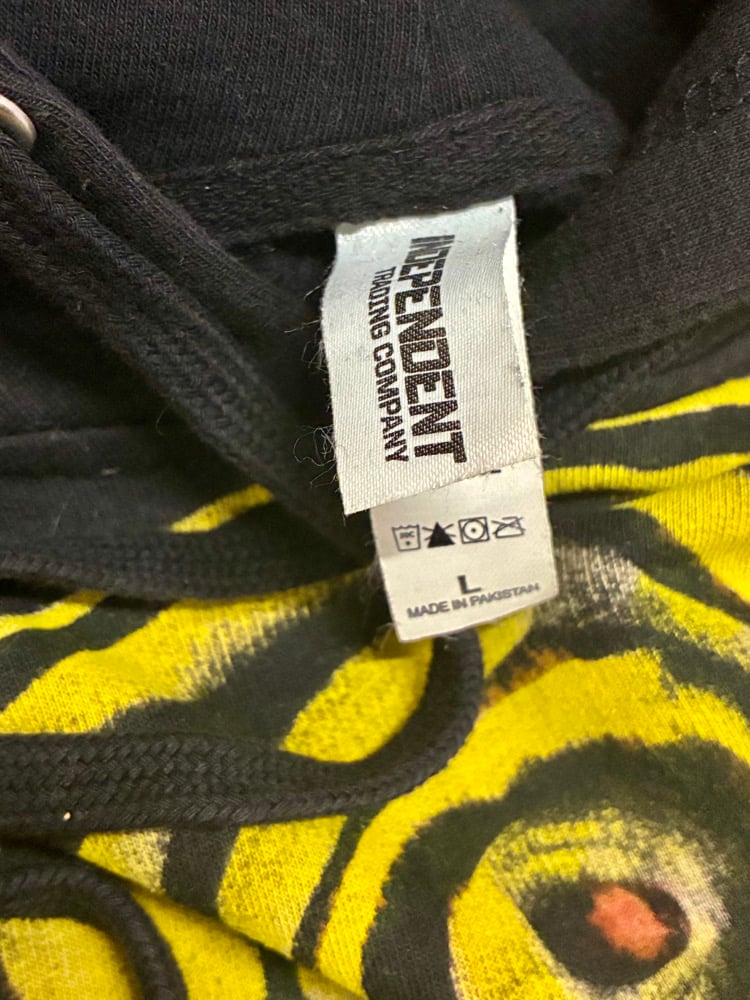 INDEPENDENT
TRADING COMPANY
L
MADE IN PAKISTAN